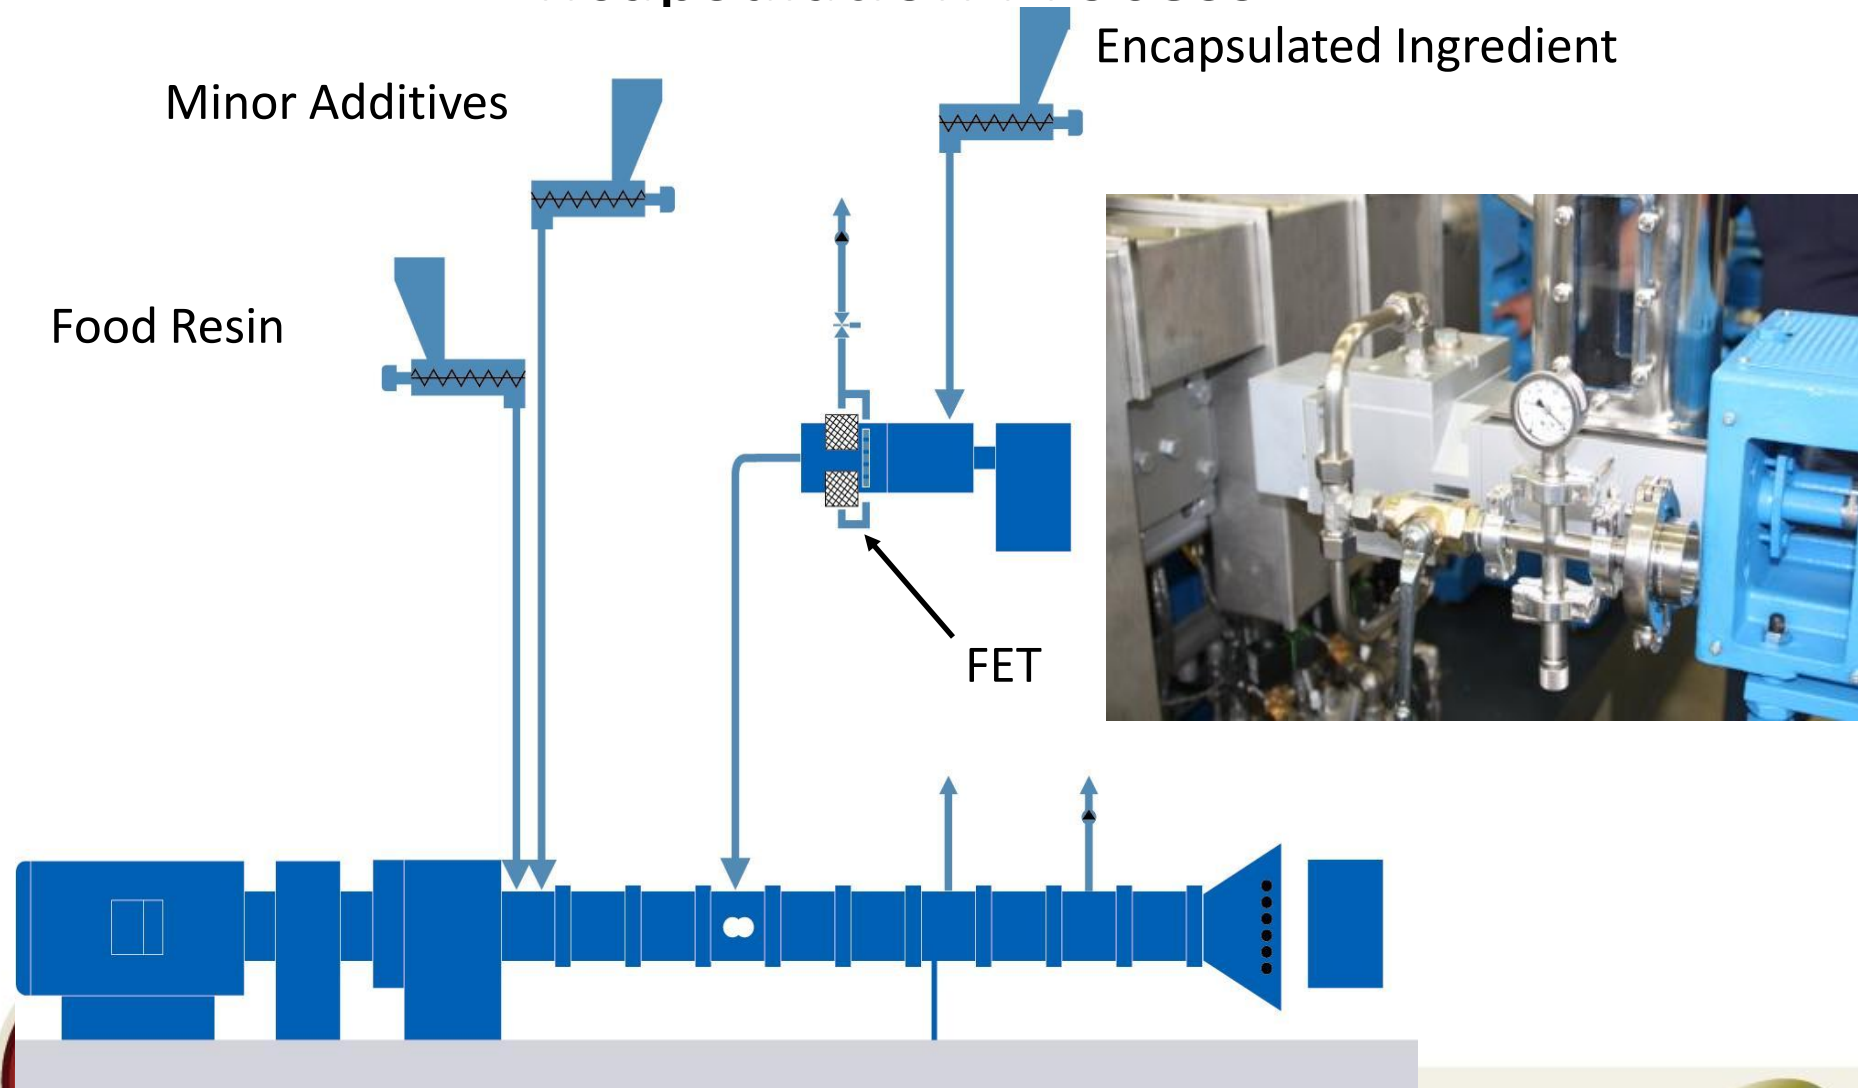 Encapsulated Ingredient
Minor Additives
Food Resin
FET